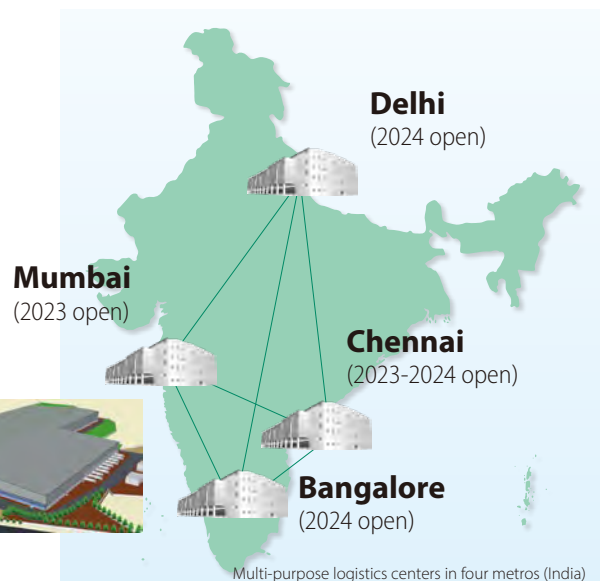 Delhi
(2024 open)
Mumbai
(2023 open)
Chennai
(2023-2024 open)
Bangalore
(2024 open)
Multi-purpose logistics centers in four metros (India)